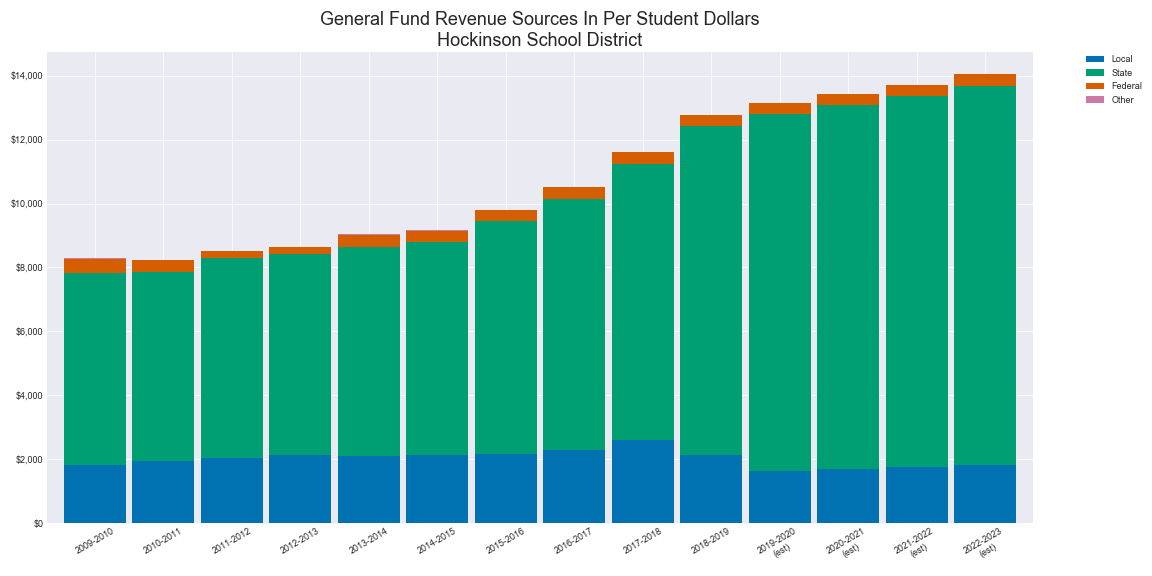 General Fund Revenue Sources In Per Student Dollars
Hockinson School District
Local
State
Federal
Other
$14,000
$12,000
$10,000
$8,000
$6,000
$4,000
$2,000
$0
2009-2010
2010-2011
2011-2012
2012-2013
2013-2014
2014-2015
2015-2016
2016-2017
2017-2018
2018-2019
2019-2020
(est)
2020-2021
(est)
2021-2022
(est)
2022-2023
(est)